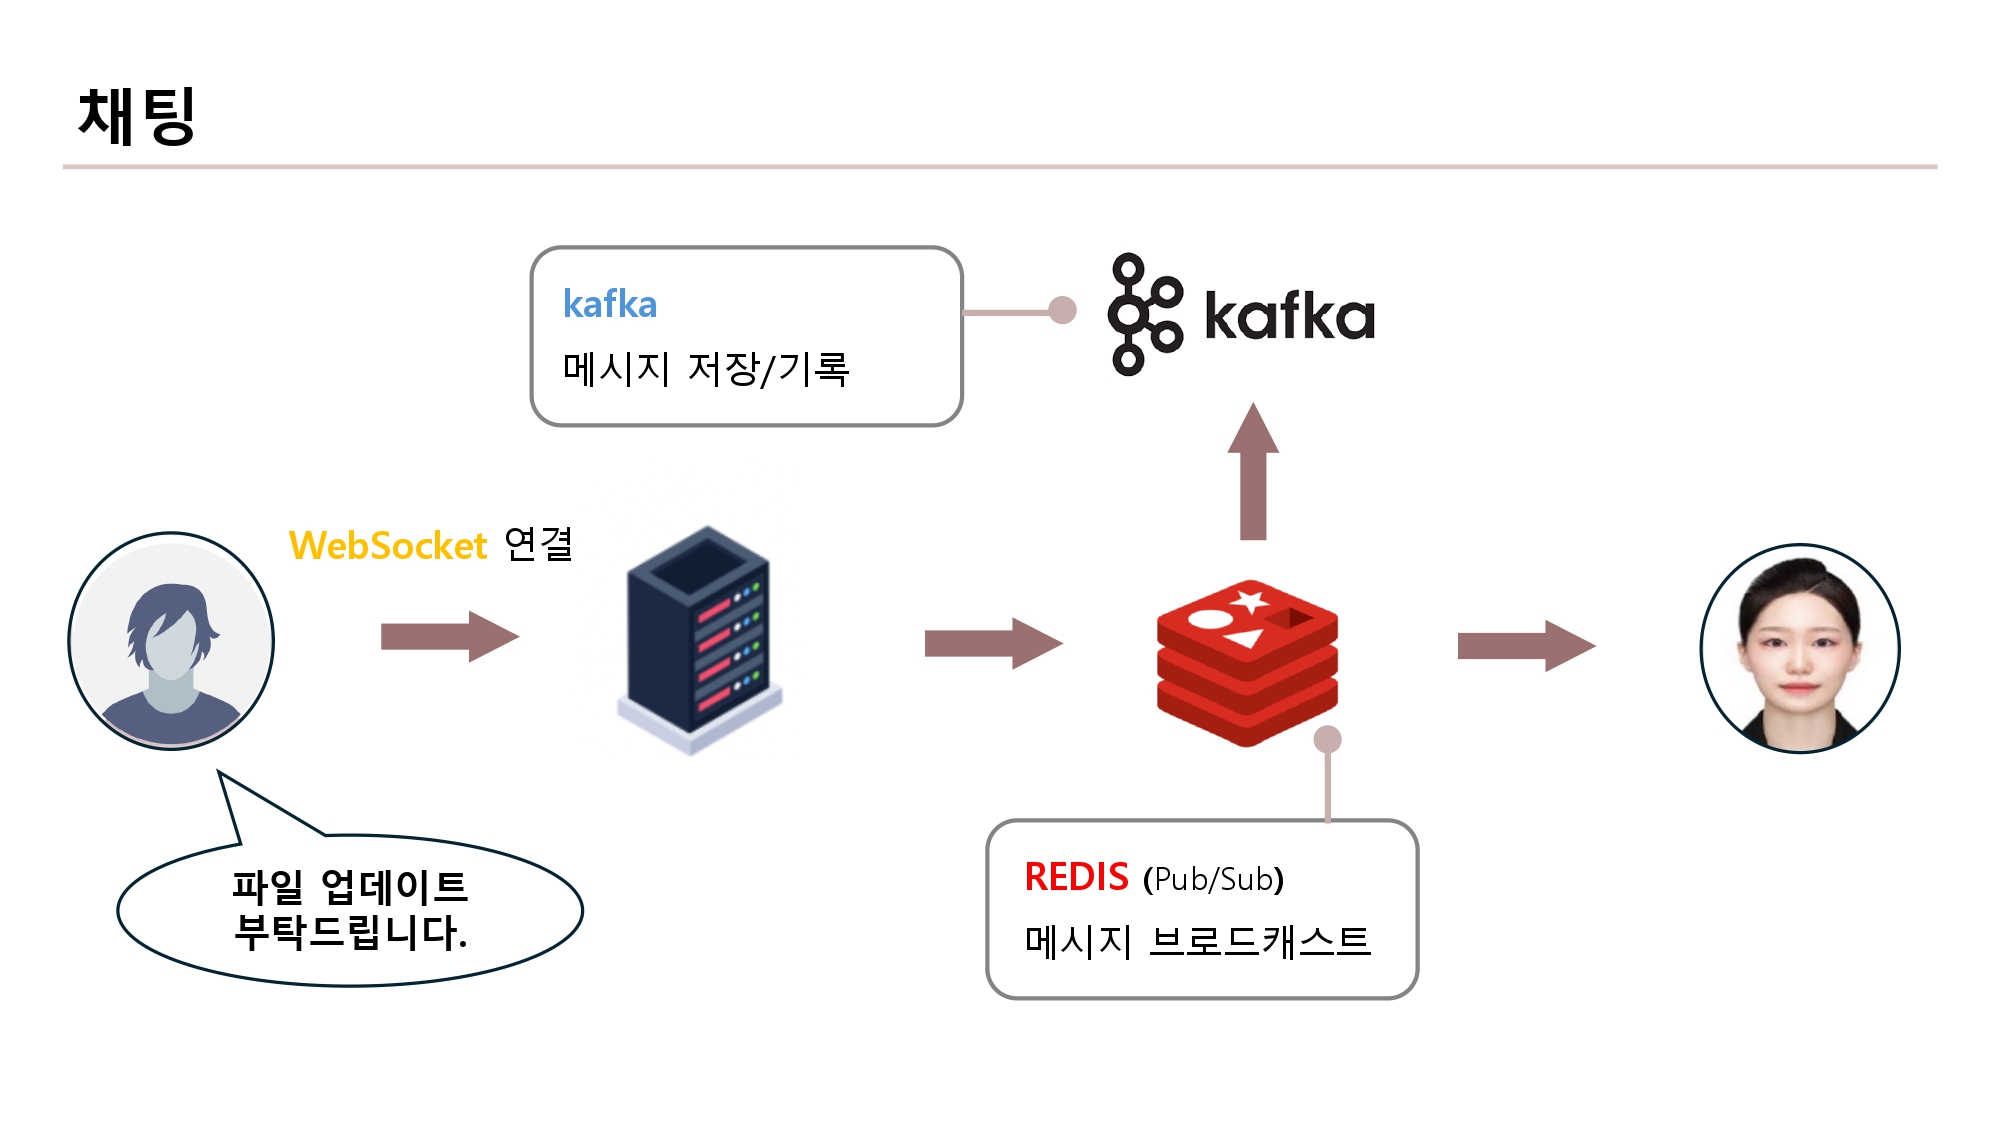 채팅
kafka
메시지 저장/기록
kafka
WebSocket 연결
파일 업데이트
부탁드립니다.
REDIS (Pub/Sub)
메시지 브로드캐스트